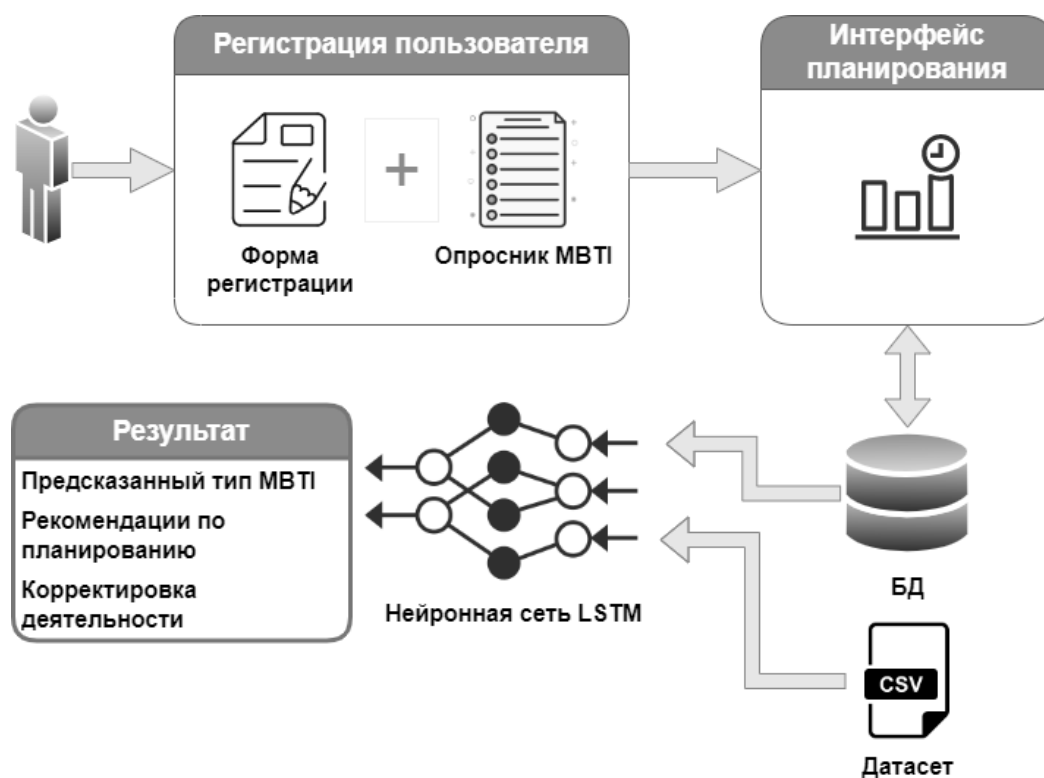 Регистрация пользователя
Интерфейс
планирования
Форма
регистрации
+
Опросник MBTI
Результат
Предсказанный тип MBTI
Рекомендации по
планированию
Корректировка
деятельности
Нейронная сеть LSTM
БД
CSV
Датасет